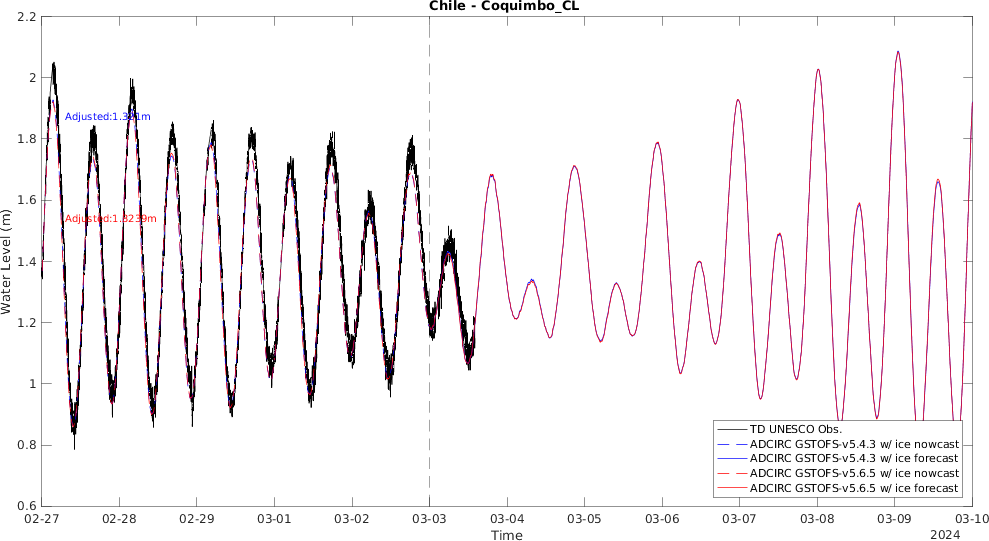 Chile - Coquimbo_CL
2.2
2
1.8
1.6
1.4
1.2
1
0.8
0.6
Water Level (m)
Adjusted:1.321m
Adjusted:1.3239m
TD UNESCO Obs.
ADCIRC GSTOFS-v5.4.3 w/ ice nowcast
ADCIRC GSTOFS-v5.4.3 w/ ice forecast
ADCIRC GSTOFS-v5.6.5 w/ ice nowcast
ADCIRC GSTOFS-v5.6.5 w/ ice forecast
02-27 02-28 02-29 03-01 03-02 03-03 03-04 03-05 03-06 03-07 03-08 03-09 03-10
Time
2024